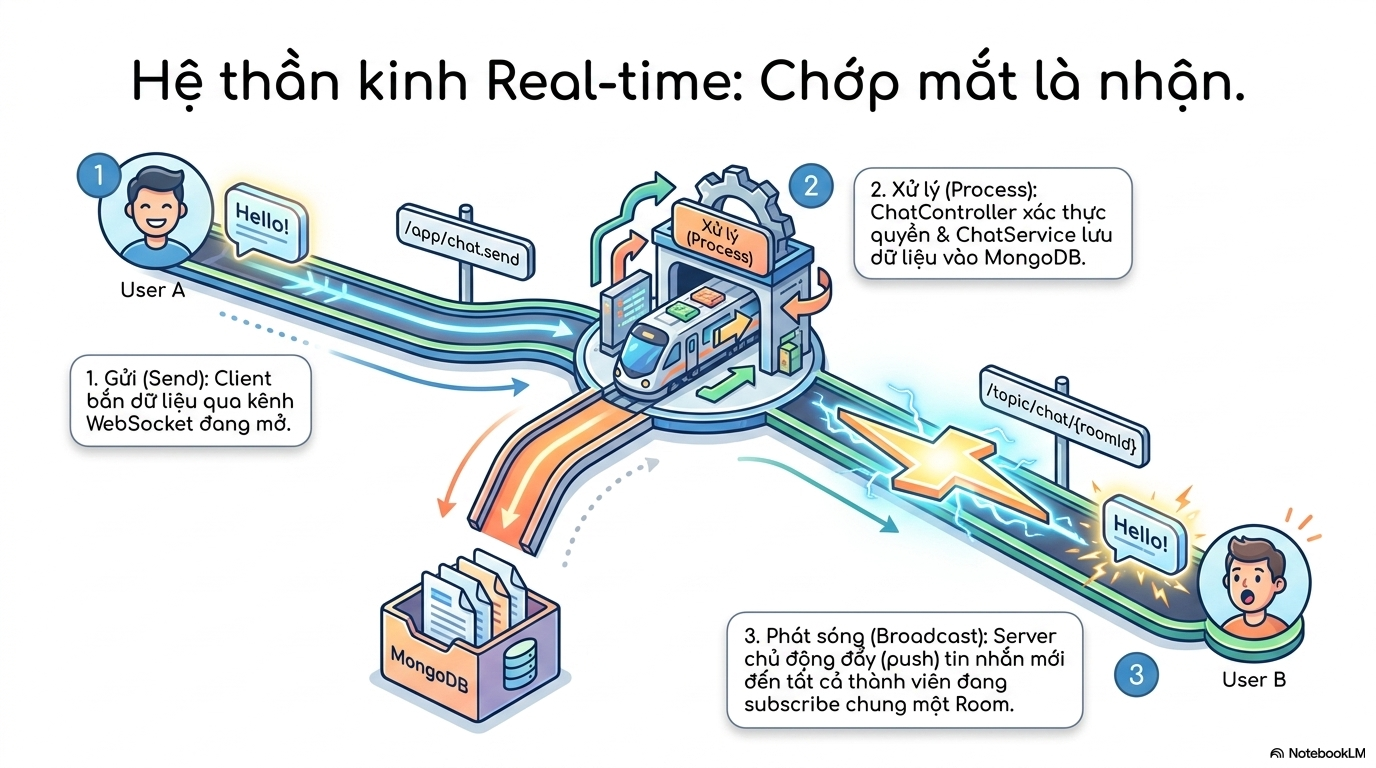 Hệ thần kinh Real-time: Chớp mắt là nhận.
1
Hello!
User A
/app/chat.send
Xử lý
(Process)
2
2. Xử lý (Process):
ChatController xác thực
quyển & ChatService lưu
dữ liệu vào MongoDB.
1. Gửi (Send): Client
bắn dữ liệu qua kênh
WebSocket đang mở.
/topic/chat/{roomId}
Hello!
User B
MongoDB
3. Phát sóng (Broadcast): Server
chủ động đẩy (push) tin nhắn mới
đến tất cả thành viên đang
subscribe chung một Room.
3
NotebookLM